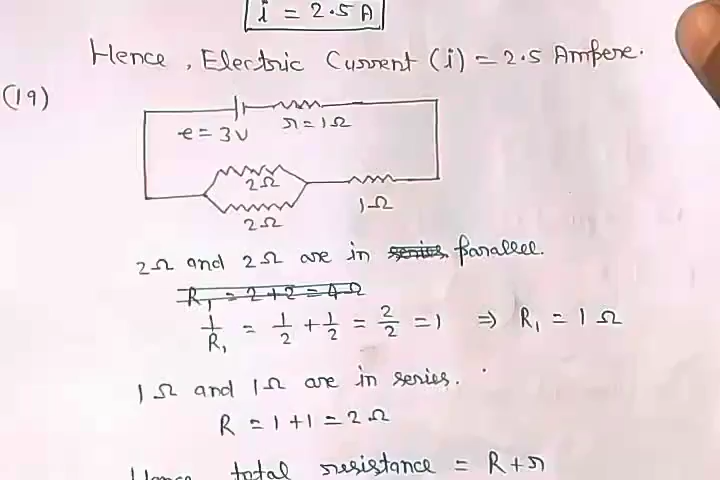 i = 2.5 A
Hence, Electric Current (i) = 2.5 Ampere.
(19)
e = 3V
r = 1Ω
2Ω
1Ω
2Ω
2Ω and 2Ω are in series parallel.
R₁ = 2+2 = 4Ω
1/R₁ = 1/2 + 1/2 = 2/2 = 1 ⇒ R₁ = 1 Ω
1Ω and 1Ω are in series.
R = 1+1 = 2Ω
Hence total resistance = R+r